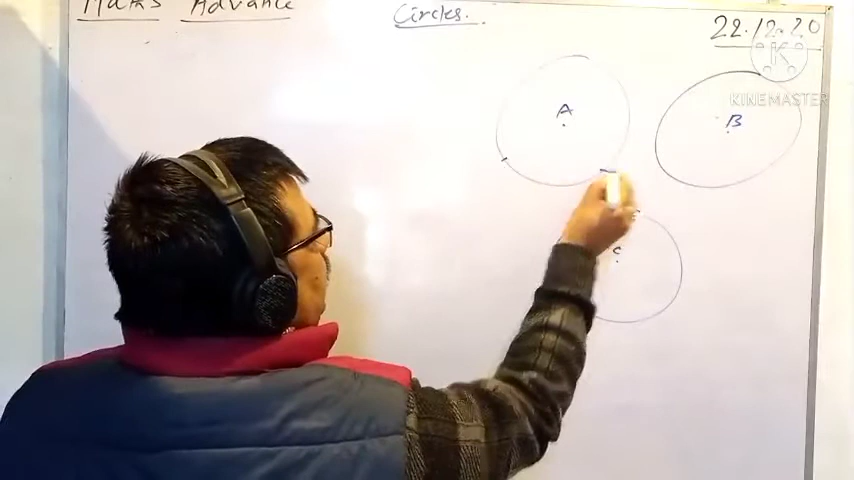 Maths Advance
Circles.
22.12.20
K
KINEMASTER
A
B
C